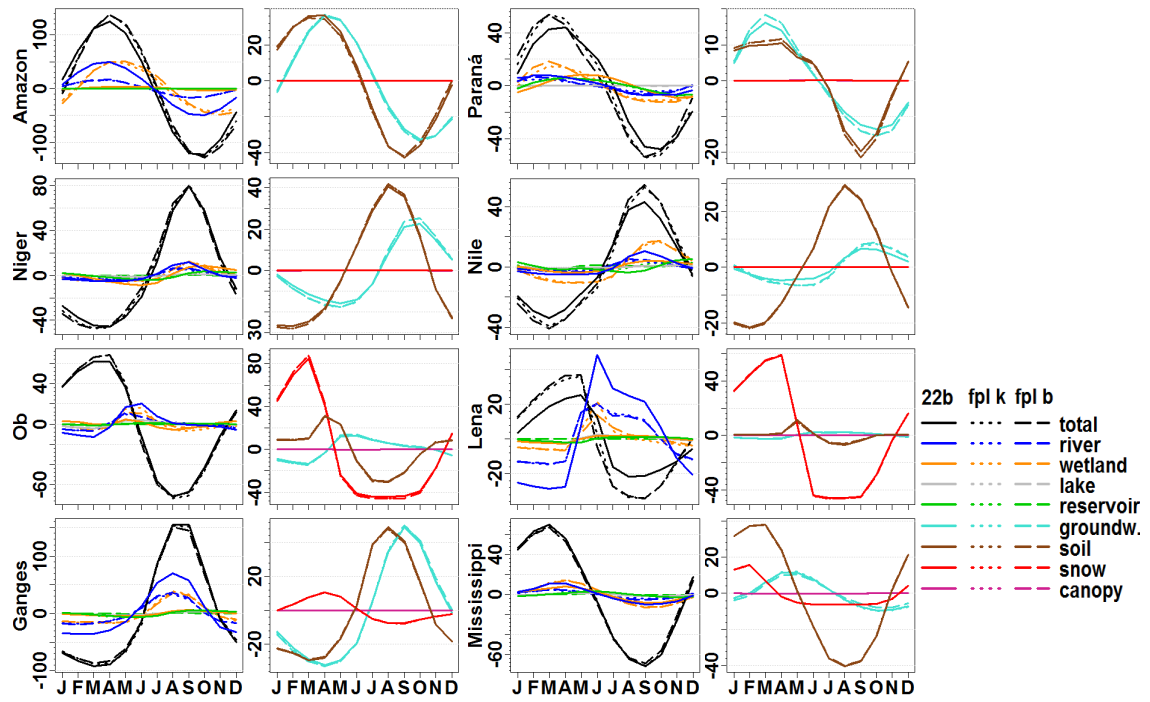 Amazon
-100 0 100
-40 0 20
Paraná
-40 0 40
-20 0 10
Niger
-40 0 40 80
30 0 20 40
Nile
-40 0 40
-20 0 20
Ob
-60 0 40
-40 0 40 80
Lena
-20 20
-40 0 40
22b fpl k fpl b
total
river
wetland
lake
reservoir
groundw.
soil
snow
canopy
Ganges
-100 0 100
-20 20
Mississippi
-60 0 60
-40 0 20
J F M A M J J A S O N D
J F M A M J J A S O N D
J F M A M J J A S O N D
J F M A M J J A S O N D